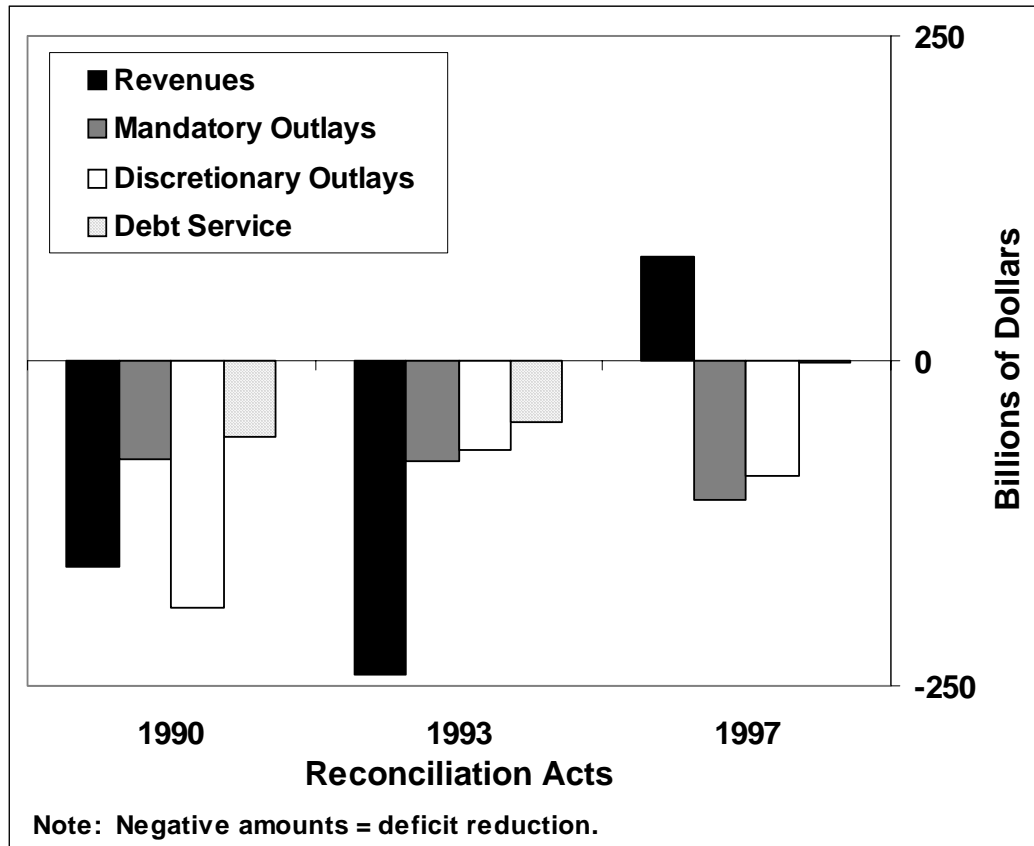 250
Revenues
Mandatory Outlays
Discretionary Outlays
Debt Service
0
Billions of Dollars
-250
1990 1993 1997
Reconciliation Acts
Note: Negative amounts = deficit reduction.